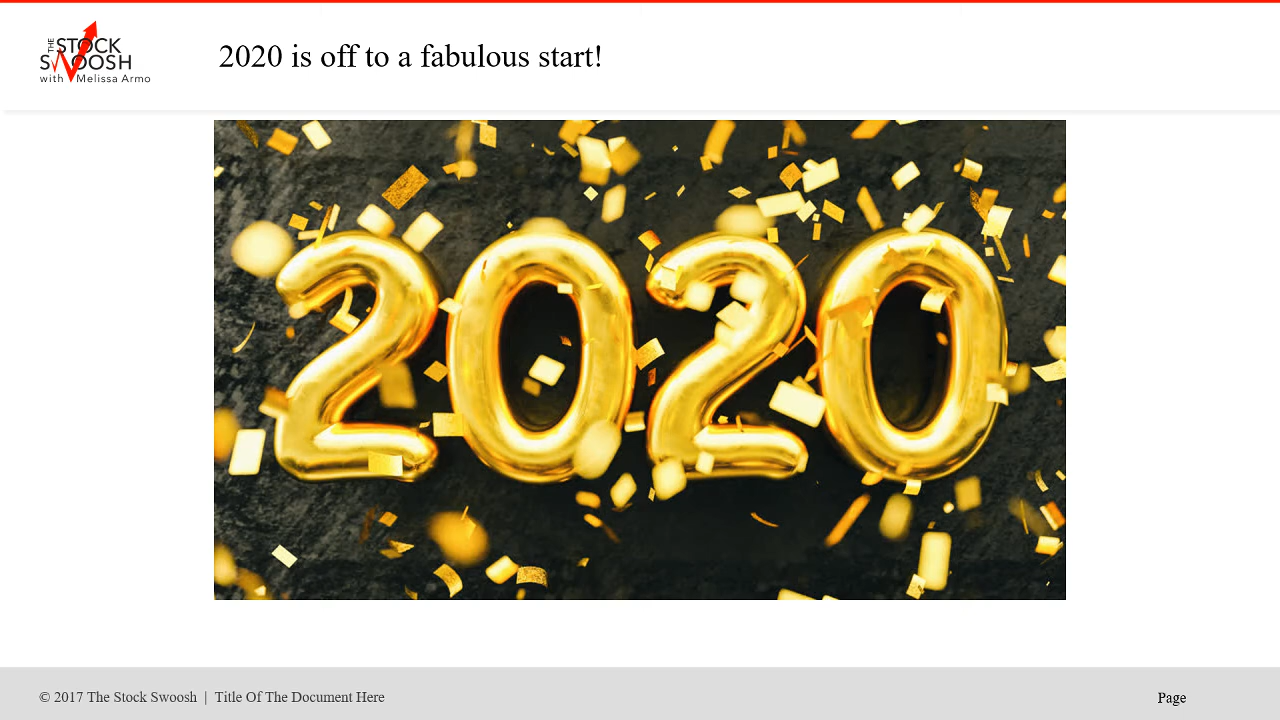 THE STOCK
SWOOSH
with Melissa Armo
2020 is off to a fabulous start!
2020
© 2017 The Stock Swoosh | Title Of The Document Here
Page